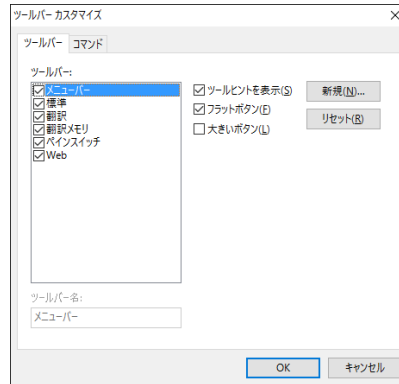 ツールバー カスタマイズ
ツールバー コマンド
ツールバー:
メニューバー
標準
翻訳
翻訳メモリ
ペインスイッチ
Web
ツールヒントを表示(S)
フラットボタン(F)
大きいボタン(L)
新規(N)...
リセット(R)
ツールバー名:
メニューバー
OK キャンセル